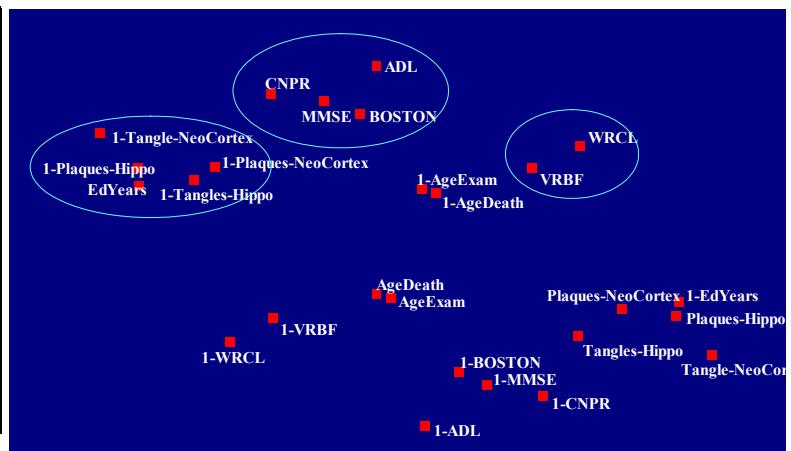 ADL
CNPR
MMSE
BOSTON
1-Tangle-NeoCortex
WRCL
1-Plaques-Hippo
1-Plaques-NeoCortex
EdYears
1-Tangles-Hippo
VRBF
1-AgeExam
1-AgeDeath
AgeDeath
AgeExam
Plaques-NeoCortex
1-EdYears
Plaques-Hippo
1-VRBF
1-WRCL
Tangles-Hippo
Tangle-NeoCor
1-BOSTON
1-MMSE
1-CNPR
1-ADL